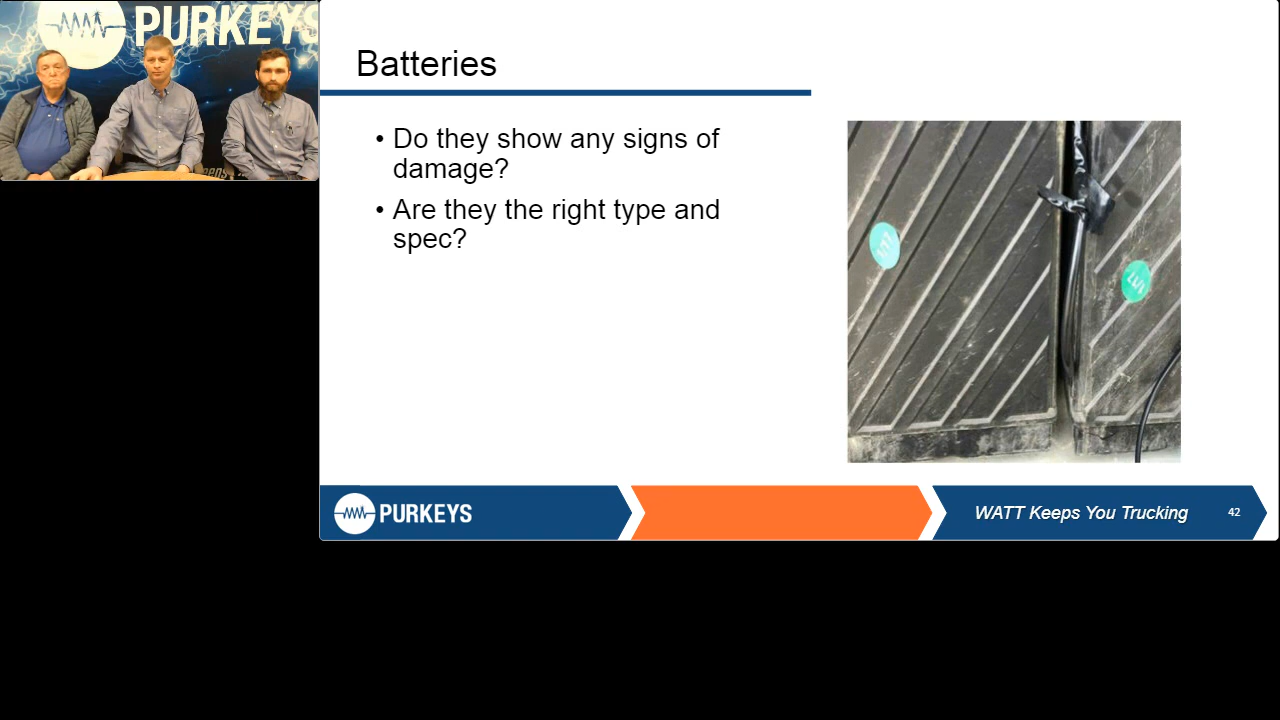 PURKEYS
Batteries
• Do they show any signs of
damage?
• Are they the right type and
spec?
PURKEYS
WATT Keeps You Trucking
42